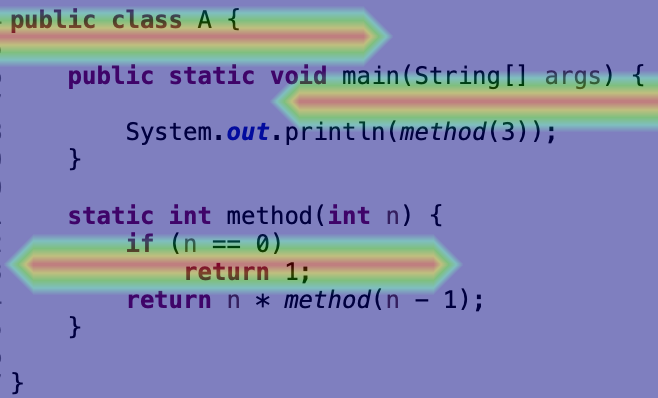 public class A {
public static void main(String[] args) {
System.out.println(method(3));
}
static int method(int n) {
if (n == 0)
return 1;
return n * method(n - 1);
}
}